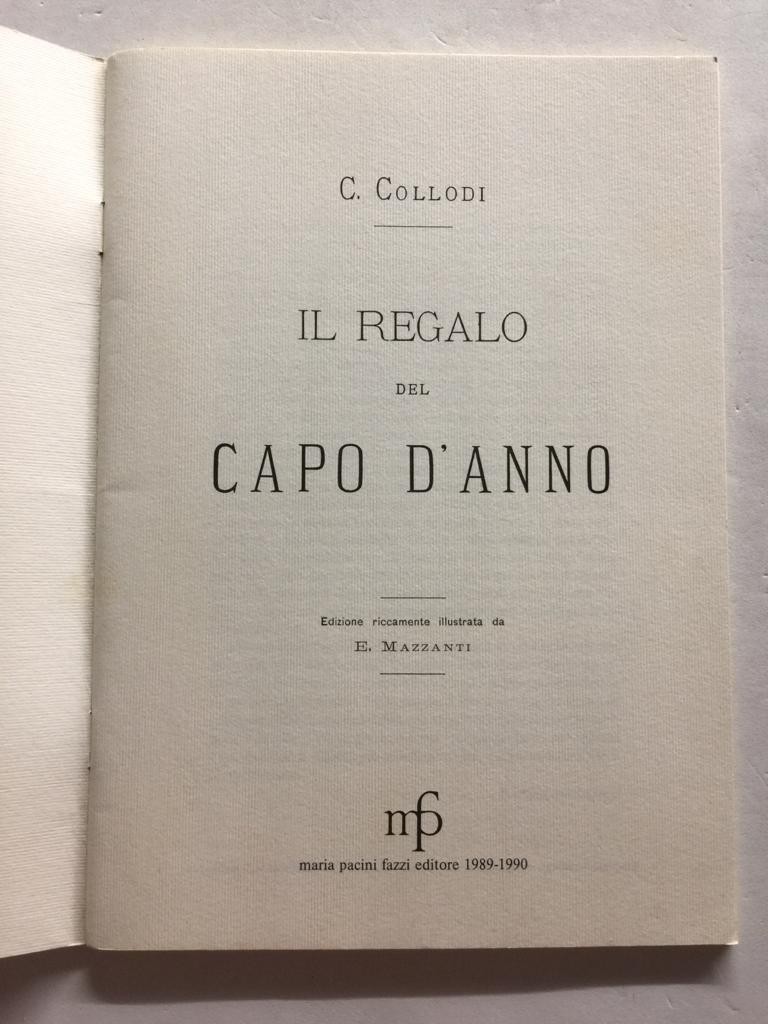 C. COLLODI
IL REGALO
DEL
CAPO D'ANNO
Edizione riccamente illustrata da
E. MAZZANTI
mpf
maria pacini fazzi editore 1989-1990